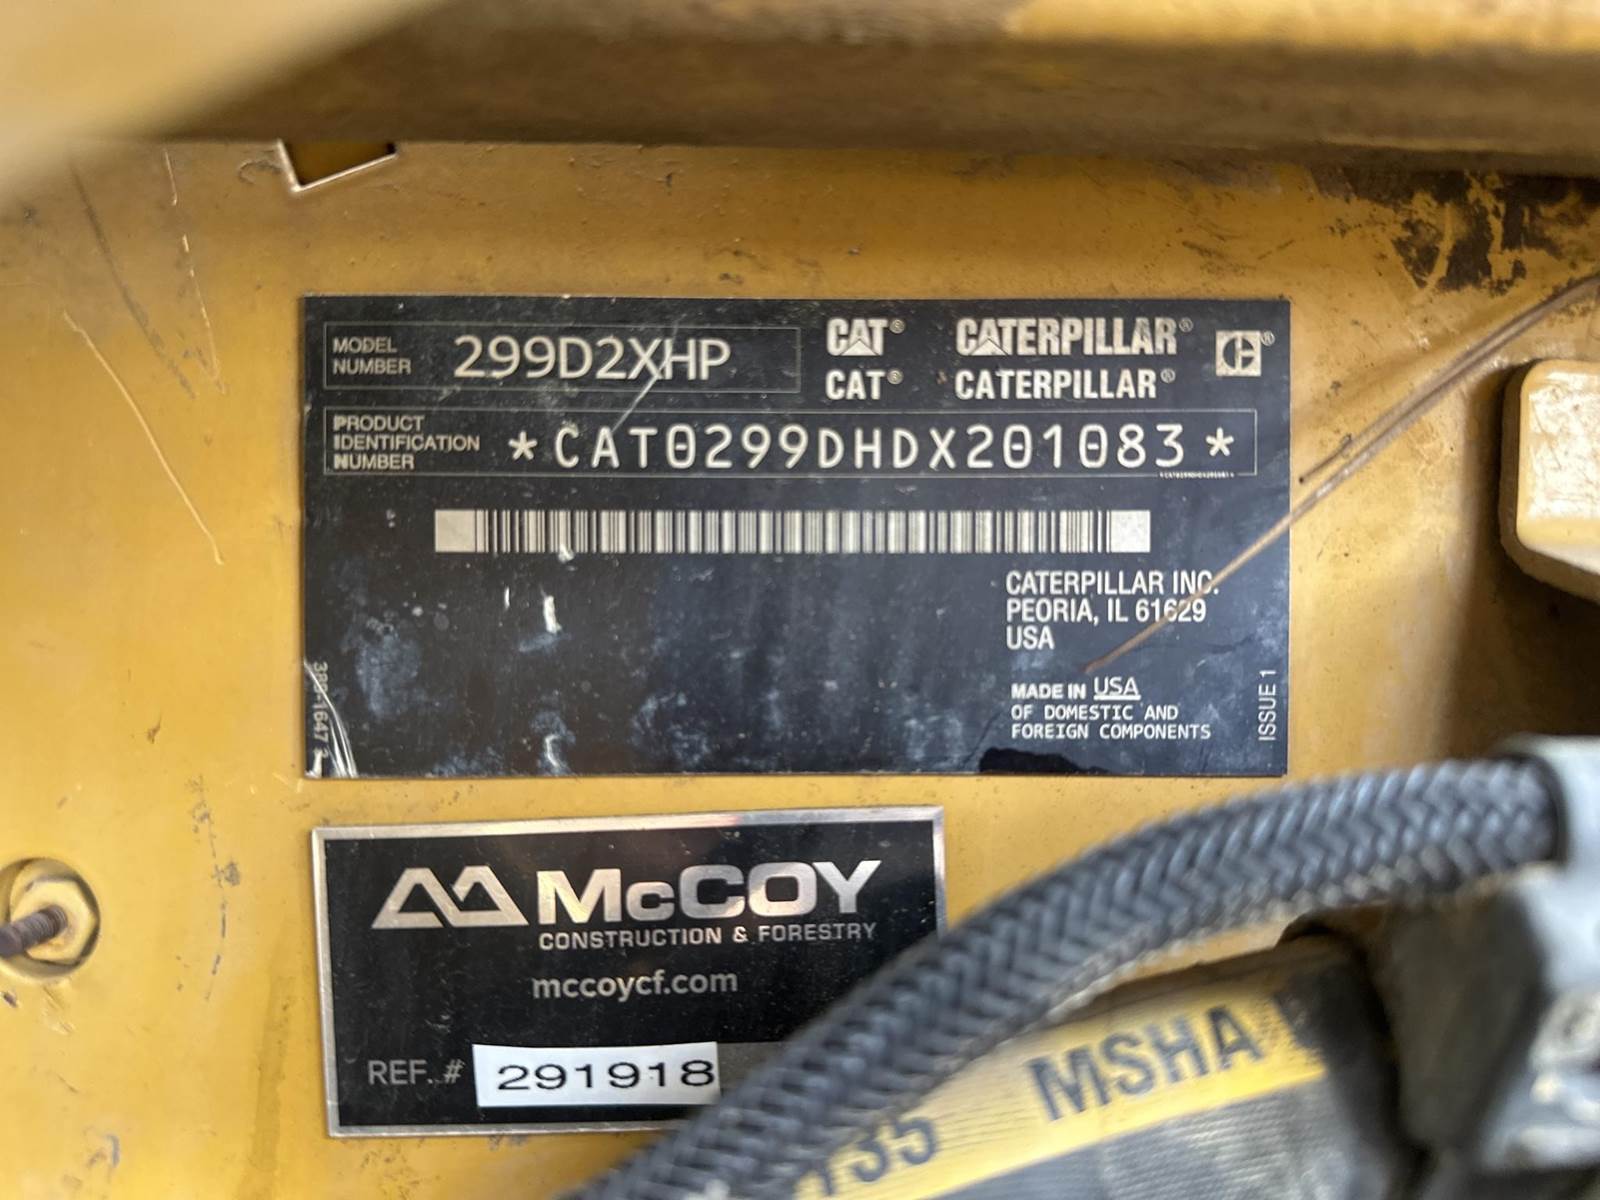 MODEL
NUMBER
299D2XHP
CAT® CATERPILLAR®
CAT® CATERPILLAR®
PRODUCT
IDENTIFICATION
NUMBER
*CAT0299DHDX201083*
CATERPILLAR INC.
PEORIA, IL 61629
USA
MADE IN USA
OF DOMESTIC AND
FOREIGN COMPONENTS
ISSUE 1
McCOY
CONSTRUCTION & FORESTRY
mccoycf.com
REF. # 291918
MSHA